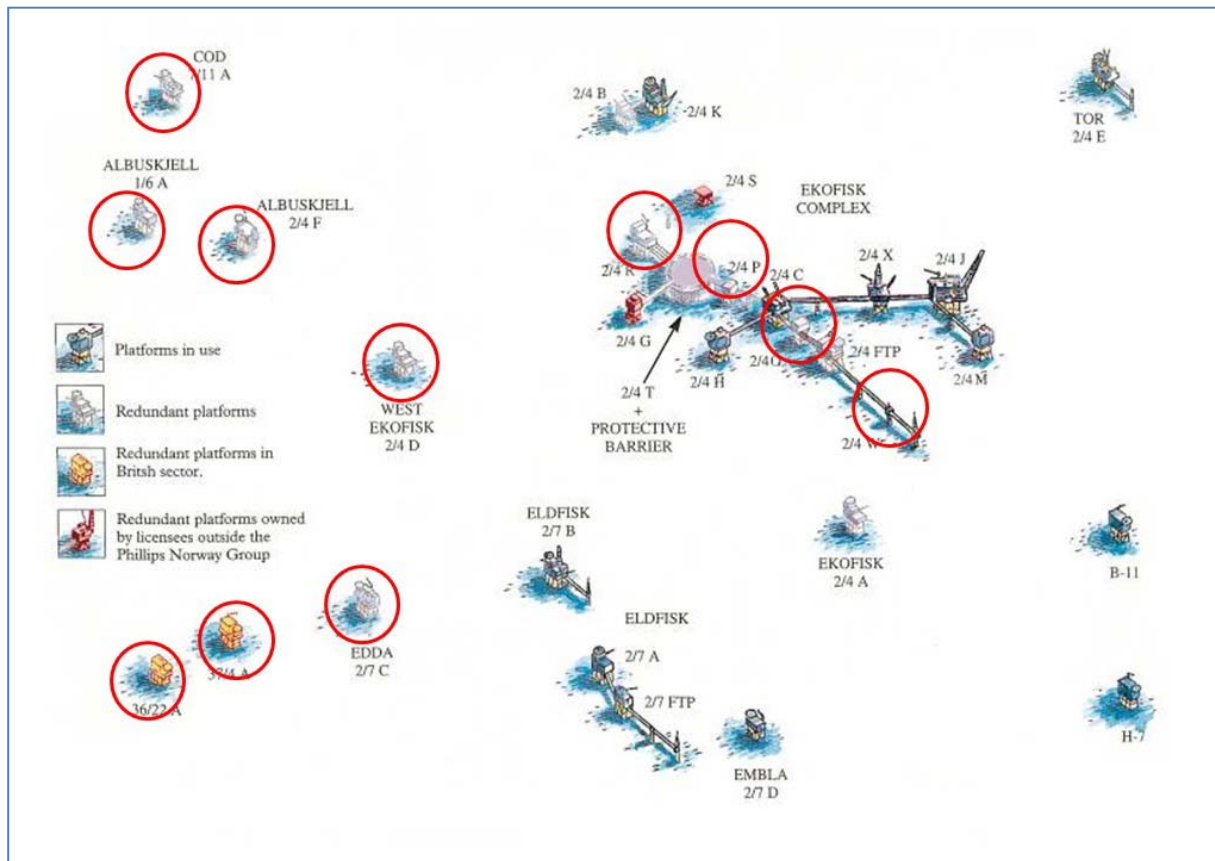 COD
7/11 A
2/4 B
2/4 K
TOR
2/4 E
ALBUSKJELL
1/6 A
ALBUSKJELL
2/4 F
2/4 S
EKOFISK
COMPLEX
2/4 R
2/4 P
2/4 C
2/4 X
2/4 J
2/4 G
2/4 H
2/4 FTP
2/4 M
2/4 T
+
PROTECTIVE
BARRIER
2/4 W
Platforms in use
Redundant platforms
Redundant platforms in
Britsh sector.
Redundant platforms owned
by licensees outside the
Phillips Norway Group
WEST
EKOFISK
2/4 D
ELDFISK
2/7 B
EKOFISK
2/4 A
B-11
EDDA
2/7 C
ELDFISK
37/4 A
36/22 A
2/7 A
2/7 FTP
EMBLA
2/7 D
H-7